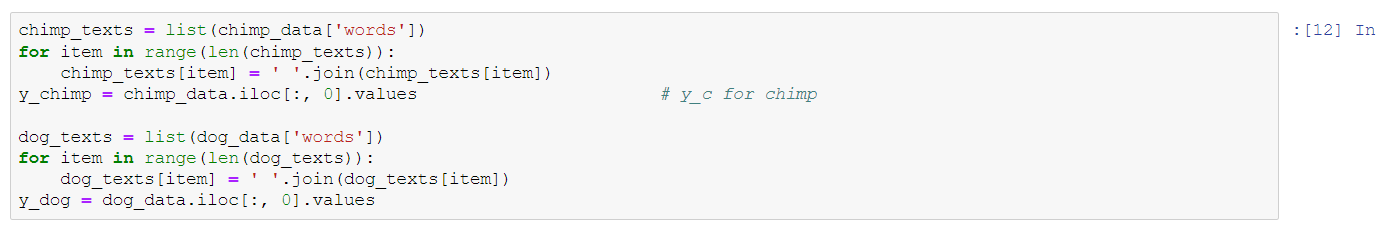 chimp_texts = list(chimp_data['words'])
for item in range(len(chimp_texts)):
    chimp_texts[item] = ' '.join(chimp_texts[item])
y_chimp = chimp_data.iloc[:, 0].values                       # y_c for chimp

dog_texts = list(dog_data['words'])
for item in range(len(dog_texts)):
    dog_texts[item] = ' '.join(dog_texts[item])
y_dog = dog_data.iloc[:, 0].values
:[12] In